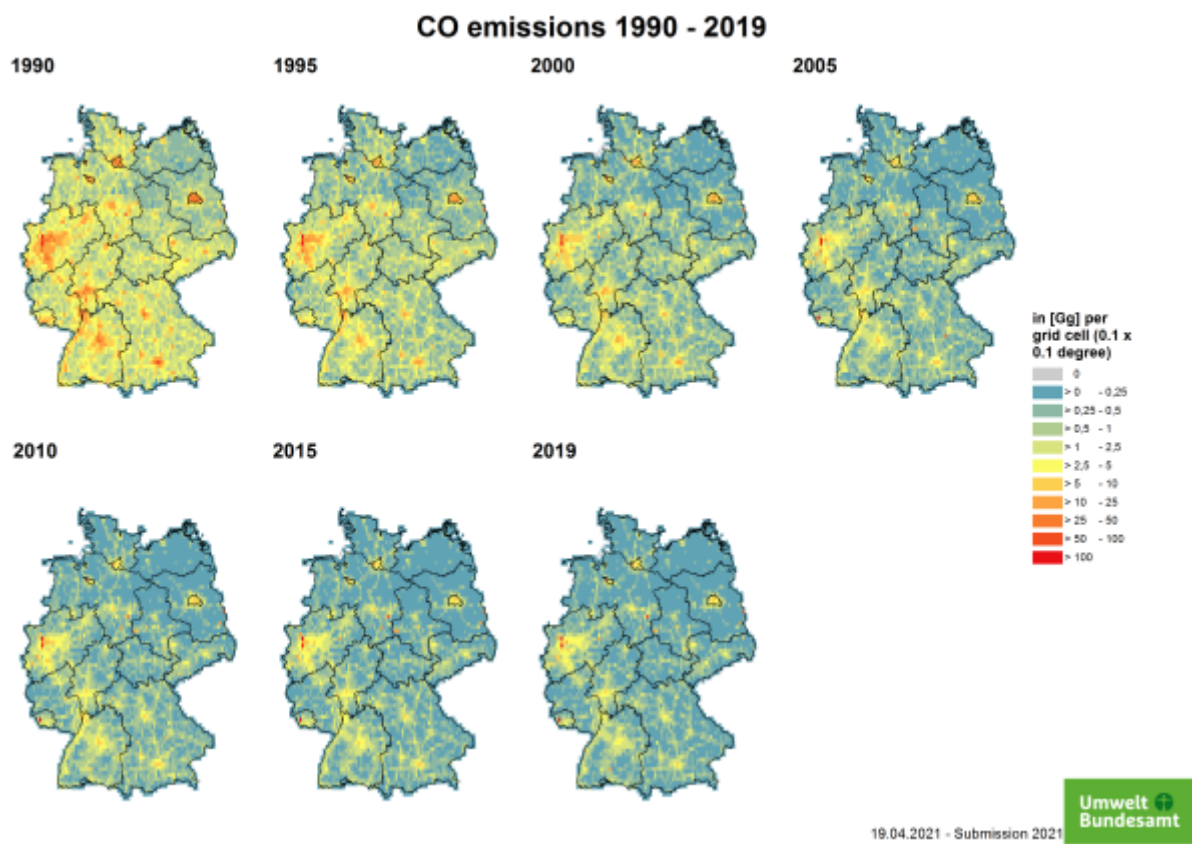 CO emissions 1990 - 2019
1990
1995
2000
2005
in [Gg] per
grid cell (0.1 x
0.1 degree)
0
> 0 - 0,25
> 0,25 - 0,5
> 0,5 - 1
> 1 - 2,5
> 2,5 - 5
> 5 - 10
> 10 - 25
> 25 - 50
> 50 - 100
> 100
2010
2015
2019
Umwelt
Bundesamt
19.04.2021 - Submission 2021